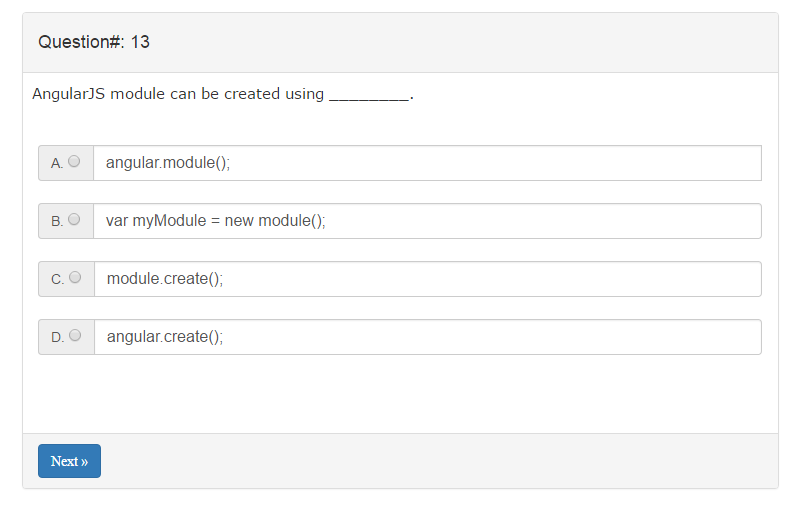 Question#: 13
AngularJS module can be created using ________.
A. angular.module();
B. var myModule = new module();
C. module.create();
D. angular.create();
Next »